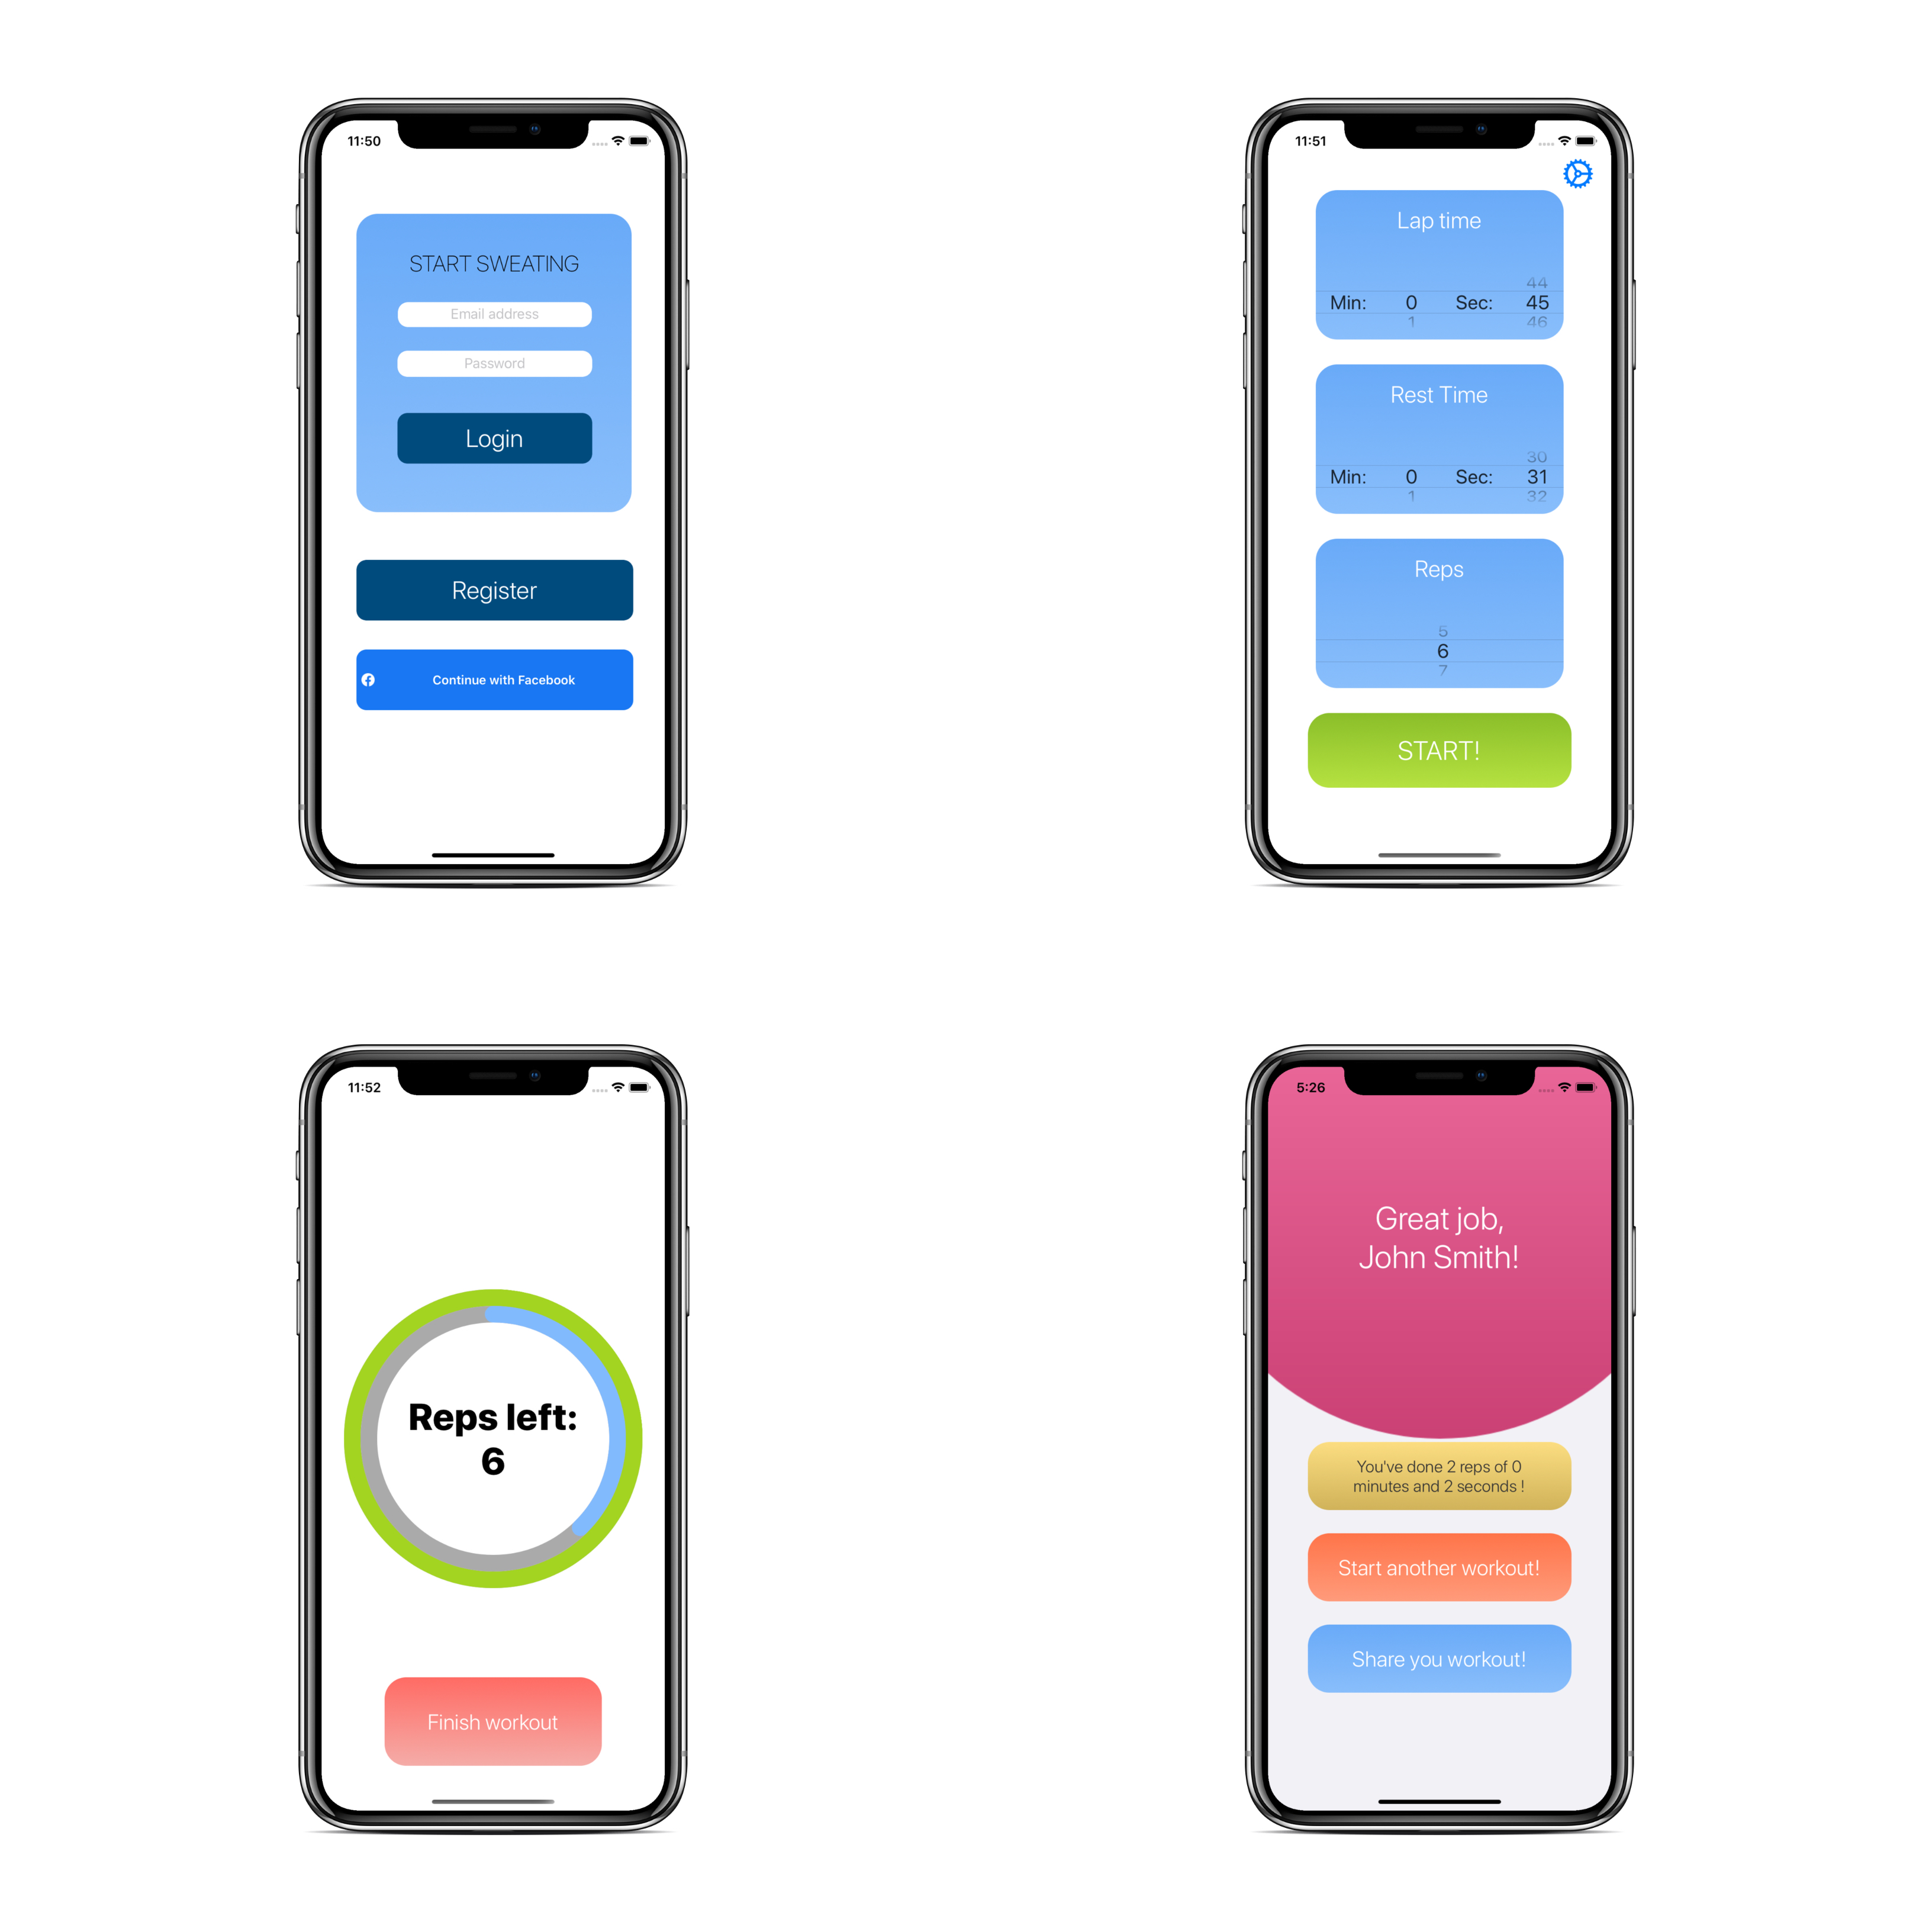 11:50
START SWEATING
Email address
Password
Login
Register
Continue with Facebook
11:51
Lap time
44
Min: 0 Sec: 45
1 46
Rest Time
30
Min: 0 Sec: 31
1 32
Reps
5
6
7
START!
11:52
Reps left:
6
Finish workout
5:26
Great job,
John Smith!
You've done 2 reps of 0
minutes and 2 seconds !
Start another workout!
Share you workout!